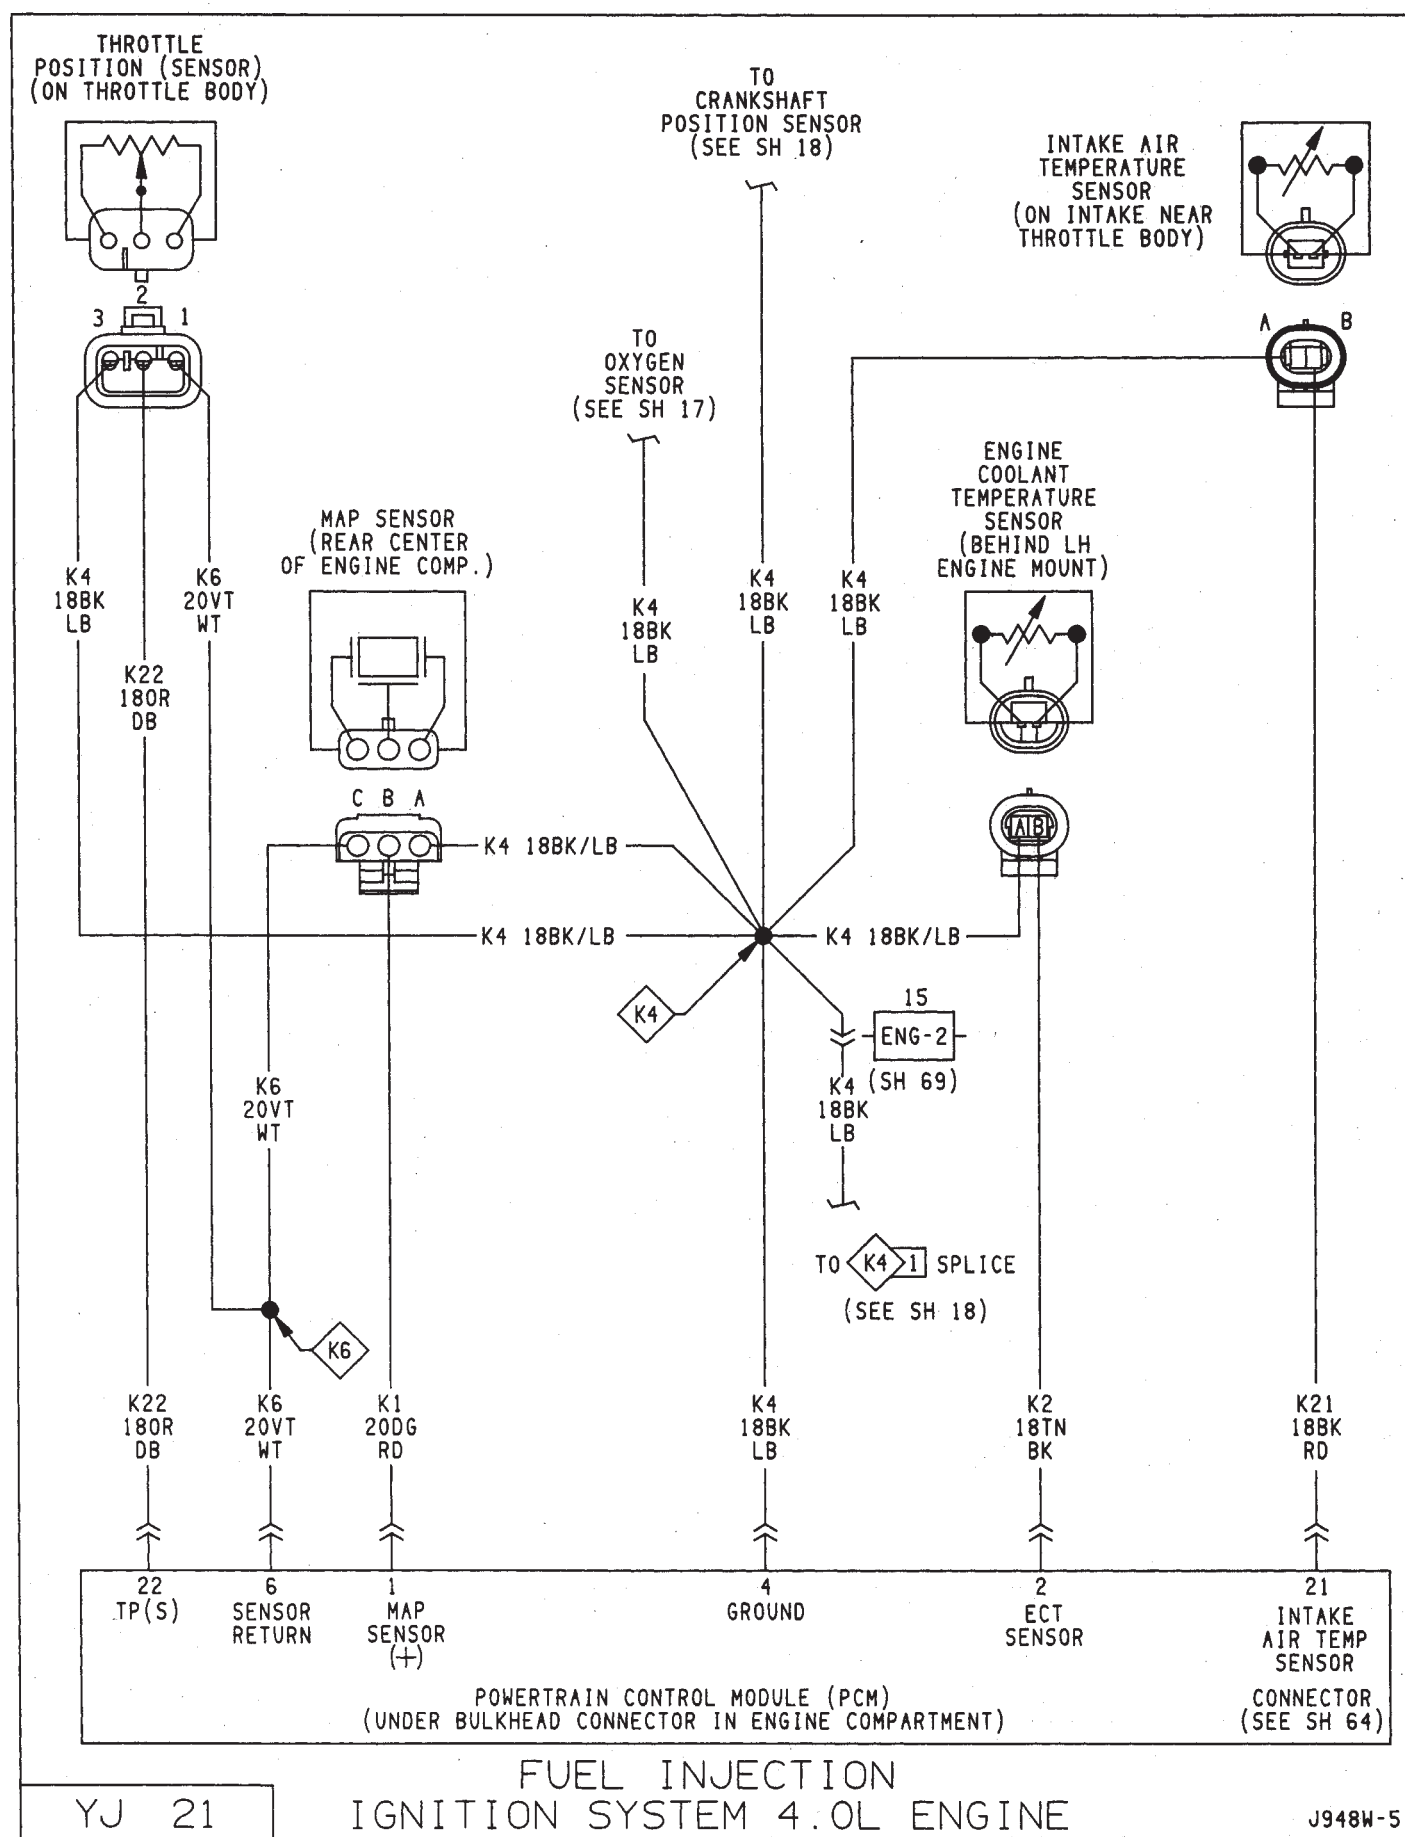 THROTTLE
POSITION (SENSOR)
(ON THROTTLE BODY)
TO
CRANKSHAFT
POSITION SENSOR
(SEE SH 18)
INTAKE AIR
TEMPERATURE
SENSOR
(ON INTAKE NEAR
THROTTLE BODY)
2
3 1
A B
TO
OXYGEN
SENSOR
(SEE SH 17)
ENGINE
COOLANT
TEMPERATURE
SENSOR
(BEHIND LH
ENGINE MOUNT)
MAP SENSOR
(REAR CENTER
OF ENGINE COMP.)
K4
18BK
LB
K6
20VT
WT
K4
18BK
LB
K4
18BK
LB
K4
18BK
LB
K22
18OR
DB
C B A
A B
K4 18BK/LB
K4 18BK/LB
K4 18BK/LB
K4
15
ENG-2
(SH 69)
K4
18BK
LB
K6
20VT
WT
TO K4 1 SPLICE
(SEE SH 18)
K6
K22
18OR
DB
K6
20VT
WT
K1
20DG
RD
K4
18BK
LB
K2
18TN
BK
K21
18BK
RD
22
TP(S)
6
SENSOR
RETURN
1
MAP
SENSOR
(+)
4
GROUND
2
ECT
SENSOR
21
INTAKE
AIR TEMP
SENSOR
POWERTRAIN CONTROL MODULE (PCM)
(UNDER BULKHEAD CONNECTOR IN ENGINE COMPARTMENT)
CONNECTOR
(SEE SH 64)
FUEL INJECTION
IGNITION SYSTEM 4.0L ENGINE
YJ 21
J948W-5